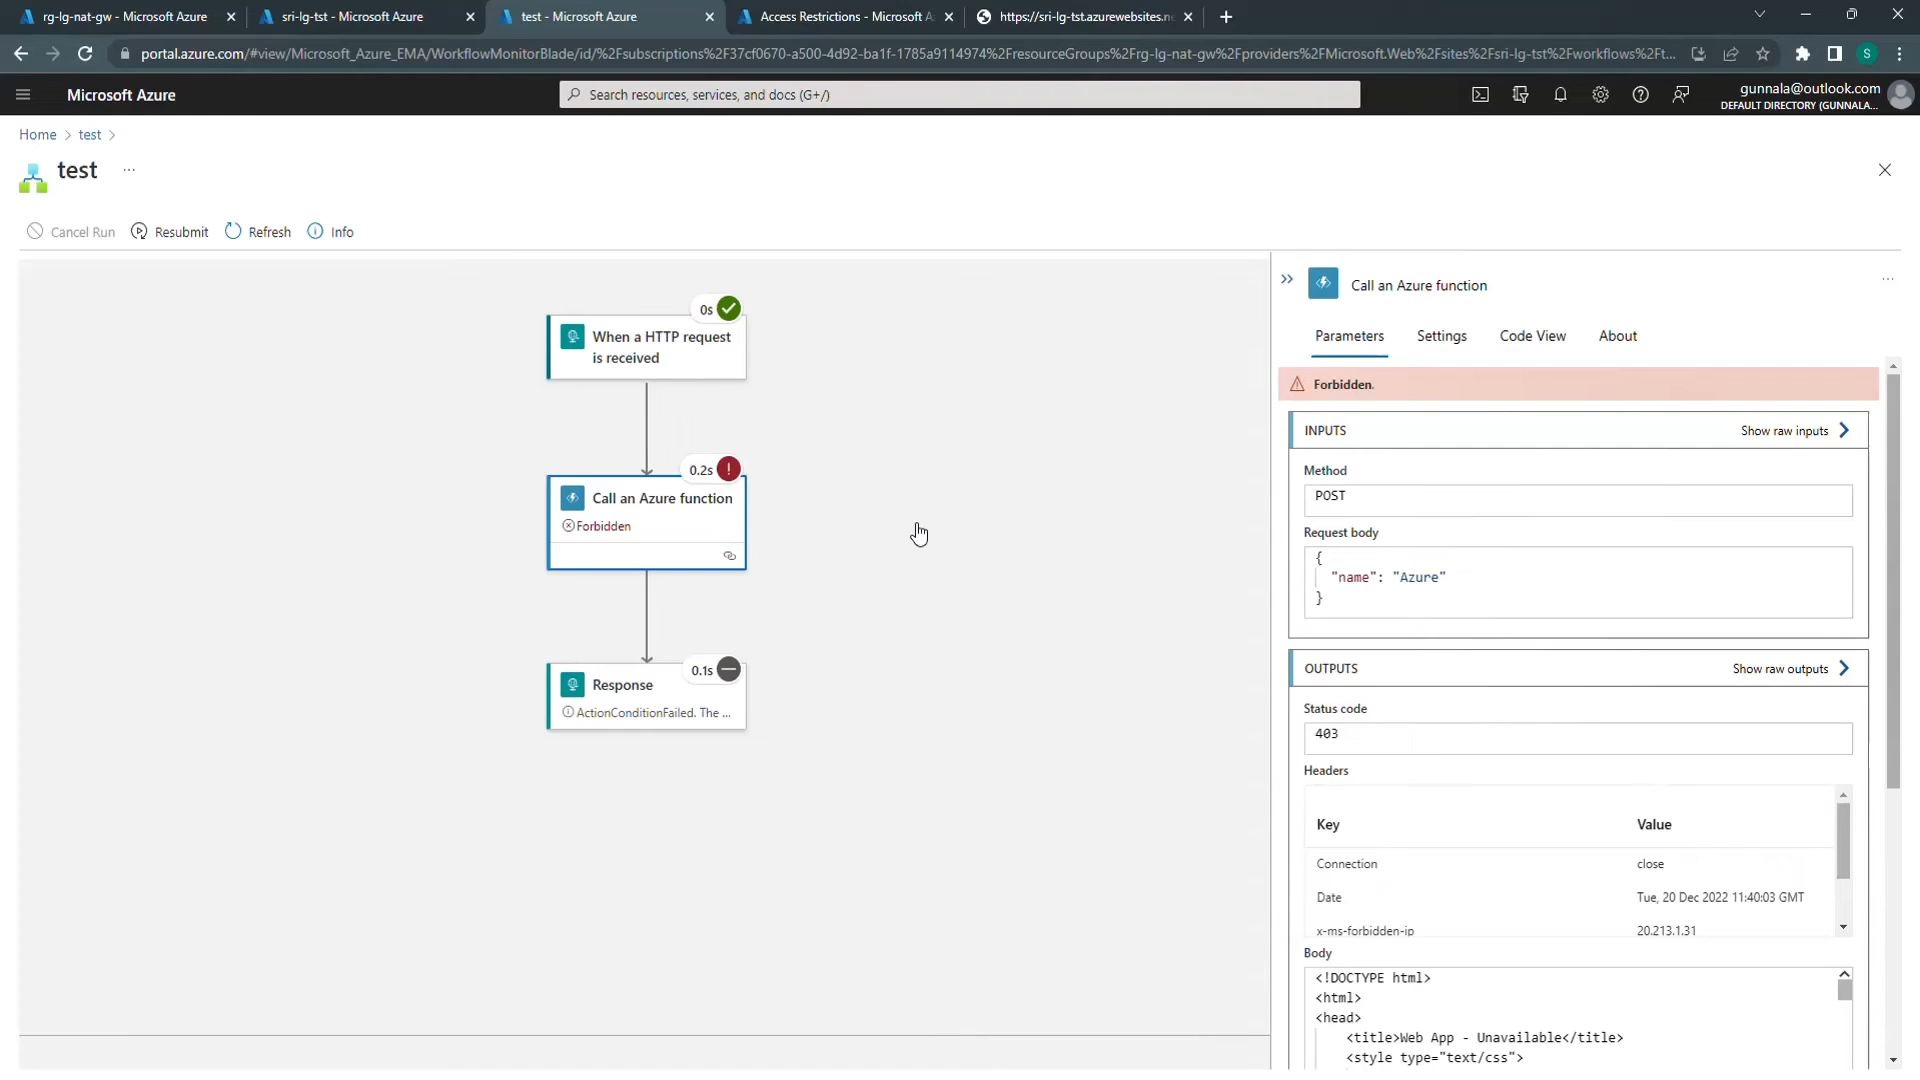 rg-lg-nat-gw - Microsoft Azure
sri-lg-tst - Microsoft Azure
test - Microsoft Azure
Access Restrictions - Microsoft A
https://sri-lg-tst.azurewebsites.n
portal.azure.com/#view/Microsoft_Azure_EMA/WorkflowMonitorBlade/id/%2Fsubscriptions%2F37cf0670-a500-4d92-ba1f-1785a9114974%2FresourceGroups%2Frg-lg-nat-gw%2Fproviders%2FMicrosoft.Web%2Fsites%2Fsri-lg-tst%2Fworkflows%2Ft...
S
Microsoft Azure
Search resources, services, and docs (G+/)
gunnala@outlook.com
DEFAULT DIRECTORY (GUNNALA...
Home > test >
test ...
Cancel Run
Resubmit
Refresh
Info
0s
When a HTTP request
is received
0.2s
Call an Azure function
Forbidden
0.1s
Response
ActionConditionFailed. The ...
Call an Azure function
...
Parameters
Settings
Code View
About
Forbidden.
INPUTS
Show raw inputs
Method
POST
Request body
{
"name": "Azure"
}
OUTPUTS
Show raw outputs
Status code
403
Headers
Key
Value
Connection
close
Date
Tue, 20 Dec 2022 11:40:03 GMT
x-ms-forbidden-ip
20.213.1.31
Body
<!DOCTYPE html>
<html>
<head>
<title>Web App - Unavailable</title>
<style type="text/css">